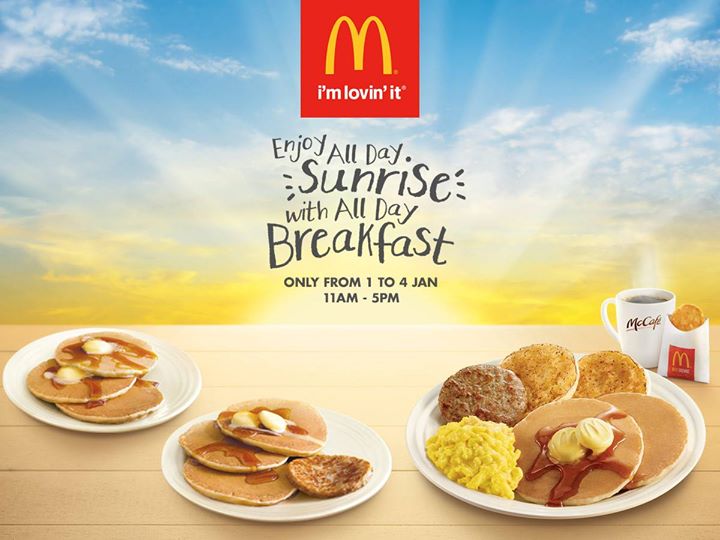 i'm lovin' it®
Enjoy All Day
Sunrise
with All Day
Breakfast
ONLY FROM 1 TO 4 JAN
11AM - 5PM
McCafé